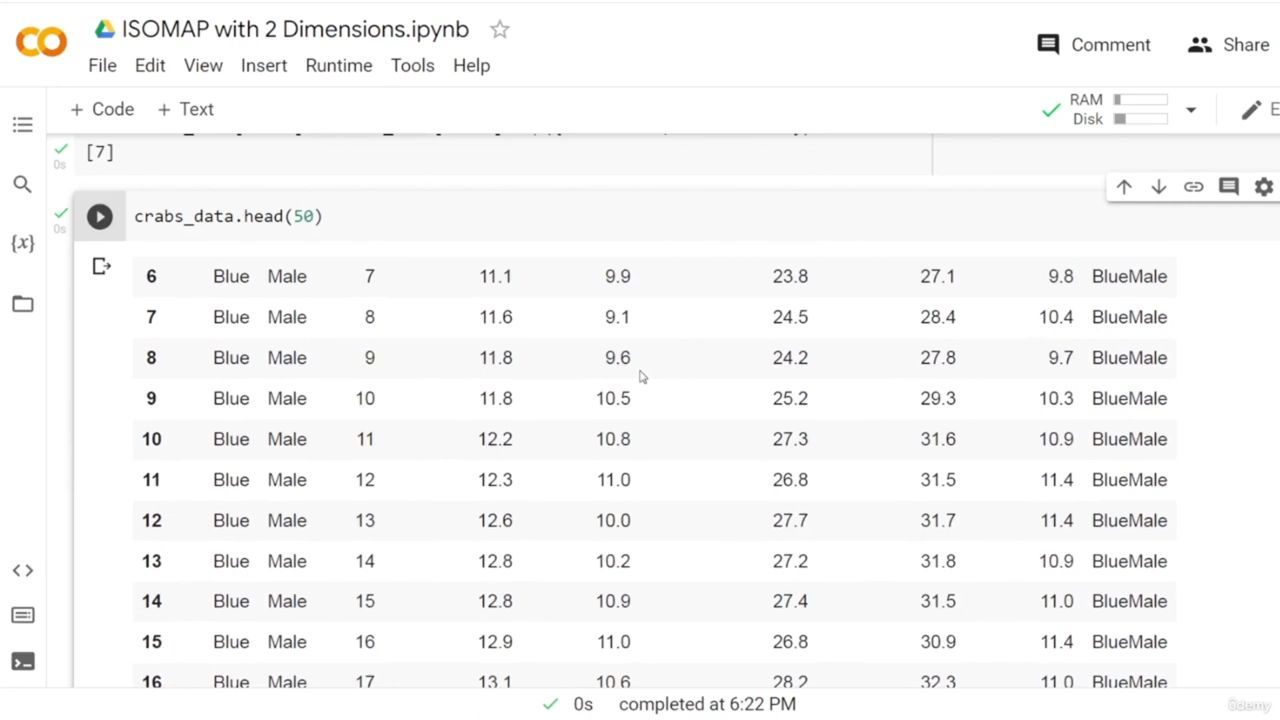 ISOMAP with 2 Dimensions.ipynb
Comment
Share
File Edit View Insert Runtime Tools Help
+ Code + Text
RAM
Disk
E
[7]
0s
crabs_data.head(50)
0s
{x}
6 Blue Male 7 11.1 9.9 23.8 27.1 9.8 BlueMale
7 Blue Male 8 11.6 9.1 24.5 28.4 10.4 BlueMale
8 Blue Male 9 11.8 9.6 24.2 27.8 9.7 BlueMale
9 Blue Male 10 11.8 10.5 25.2 29.3 10.3 BlueMale
10 Blue Male 11 12.2 10.8 27.3 31.6 10.9 BlueMale
11 Blue Male 12 12.3 11.0 26.8 31.5 11.4 BlueMale
12 Blue Male 13 12.6 10.0 27.7 31.7 11.4 BlueMale
13 Blue Male 14 12.8 10.2 27.2 31.8 10.9 BlueMale
14 Blue Male 15 12.8 10.9 27.4 31.5 11.0 BlueMale
15 Blue Male 16 12.9 11.0 26.8 30.9 11.4 BlueMale
16 Blue Male 17 13.1 10.6 28.2 32.3 11.0 BlueMale
0s completed at 6:22 PM
ûdemy